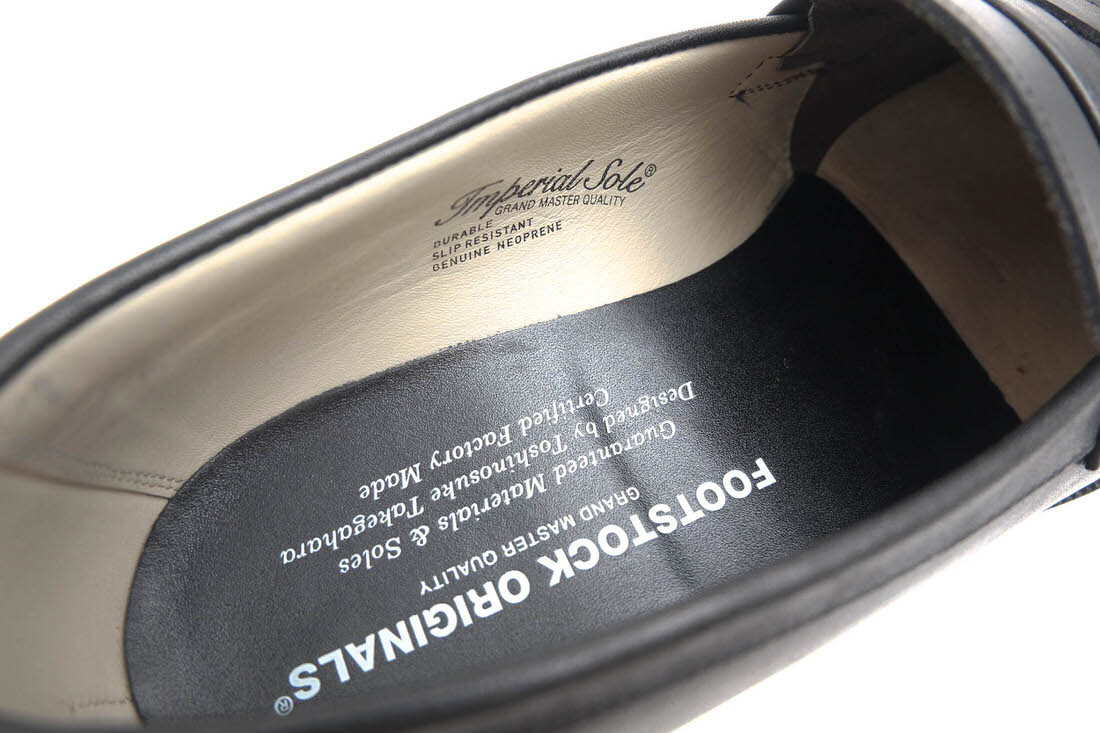 Imperial Sole®
GRAND MASTER QUALITY
DURABLE
SLIP RESISTANT
GENUINE NEOPRENE
FOOTSTOCK ORIGINALS®
GRAND MASTER QUALITY
Guaranteed Materials & Soles
Designed by Toshinosuke Takegahara
Certified Factory Made